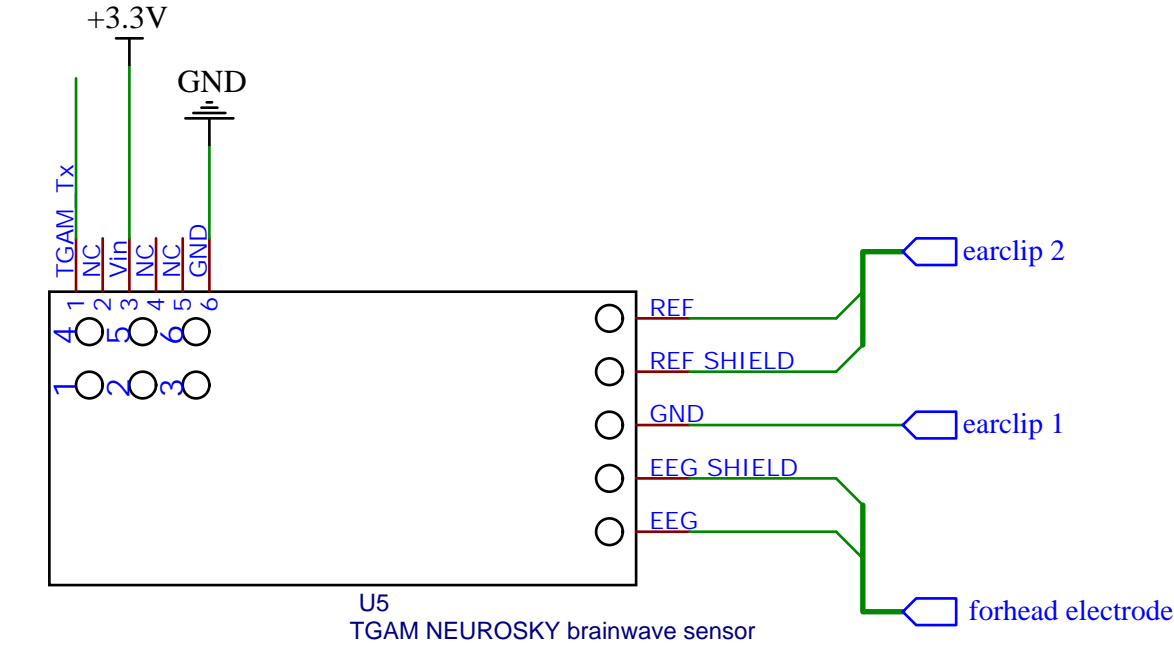 +3.3V
GND
TGAM Tx
NC
Vin
NC
NC
GND
1 2 3 4 5 6
4 5 6
1 2 3
REF
REF SHIELD
GND
EEG SHIELD
EEG
earclip 2
earclip 1
forhead electrode
U5
TGAM NEUROSKY brainwave sensor